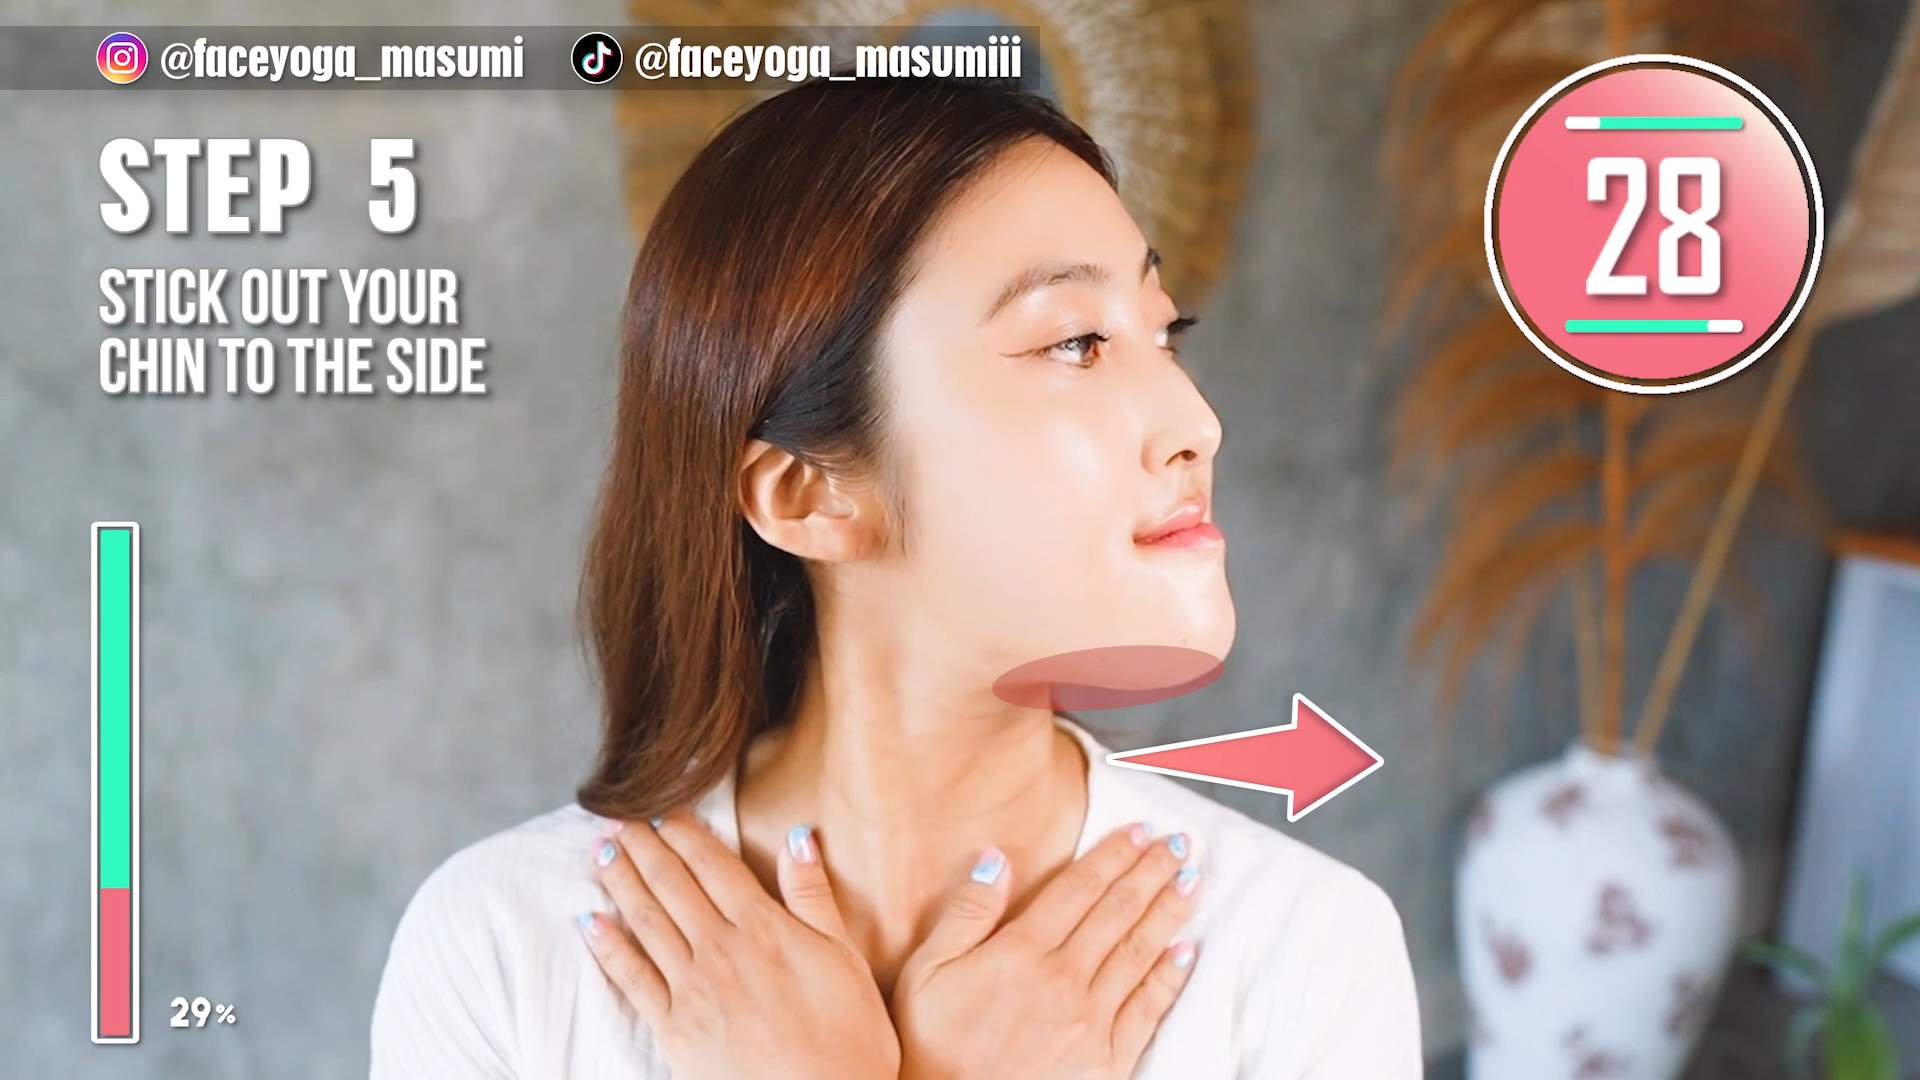 @faceyoga_masumi @faceyoga_masumiii
STEP 5
28
STICK OUT YOUR
CHIN TO THE SIDE
29%